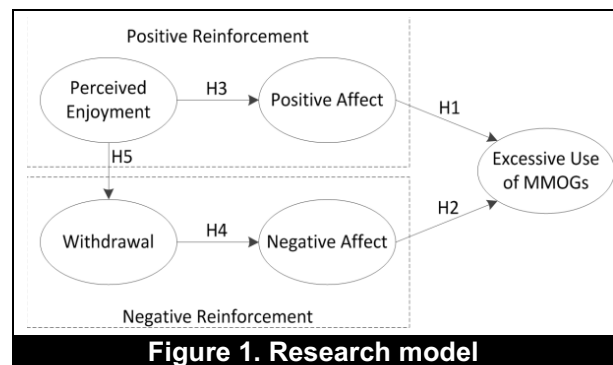 Positive Reinforcement
Perceived
Enjoyment
H3
Positive Affect
H1
H5
Excessive Use
of MMOGs
H2
Withdrawal
H4
Negative Affect
Negative Reinforcement
Figure 1. Research model